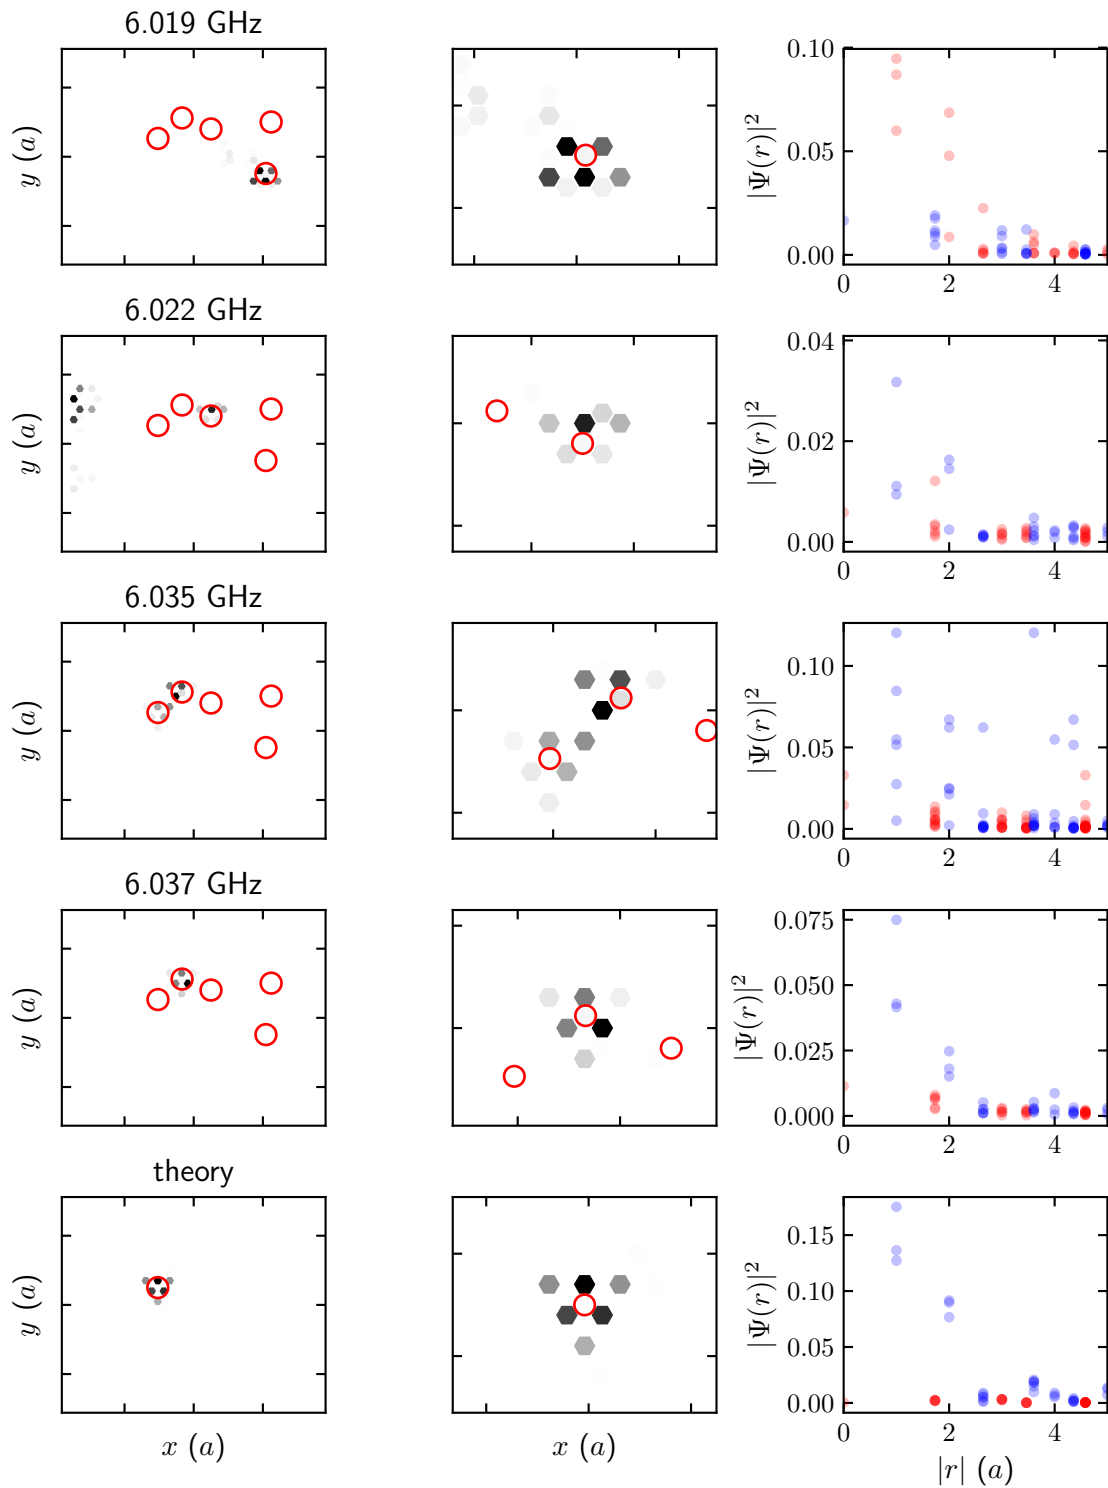 6.019 GHz
y (a)
|Ψ(r)|²
0.10
0.05
0.00
0 2 4
6.022 GHz
y (a)
|Ψ(r)|²
0.04
0.02
0.00
0 2 4
6.035 GHz
y (a)
|Ψ(r)|²
0.10
0.05
0.00
0 2 4
6.037 GHz
y (a)
|Ψ(r)|²
0.075
0.050
0.025
0.000
0 2 4
theory
y (a)
|Ψ(r)|²
0.15
0.10
0.05
0.00
0 2 4
x (a)
x (a)
|r| (a)